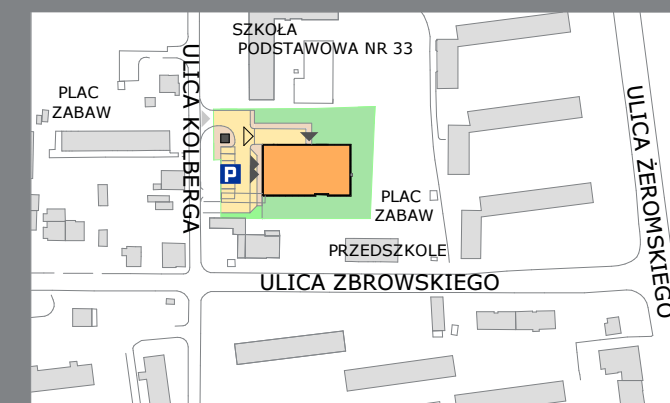 SZKOŁA
PODSTAWOWA NR 33
PLAC
ZABAW
ULICA KOLBERGA
ULICA ŻEROMSKIEGO
P
PLAC
ZABAW
PRZEDSZKOLE
ULICA ZBROWSKIEGO